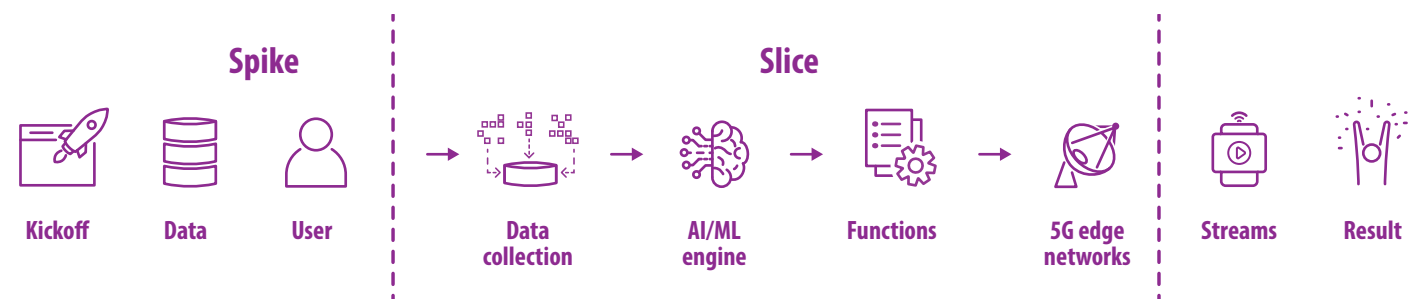 Spike
Slice
Kickoff
Data
User
Data
collection
AI/ML
engine
Functions
5G edge
networks
Streams
Result